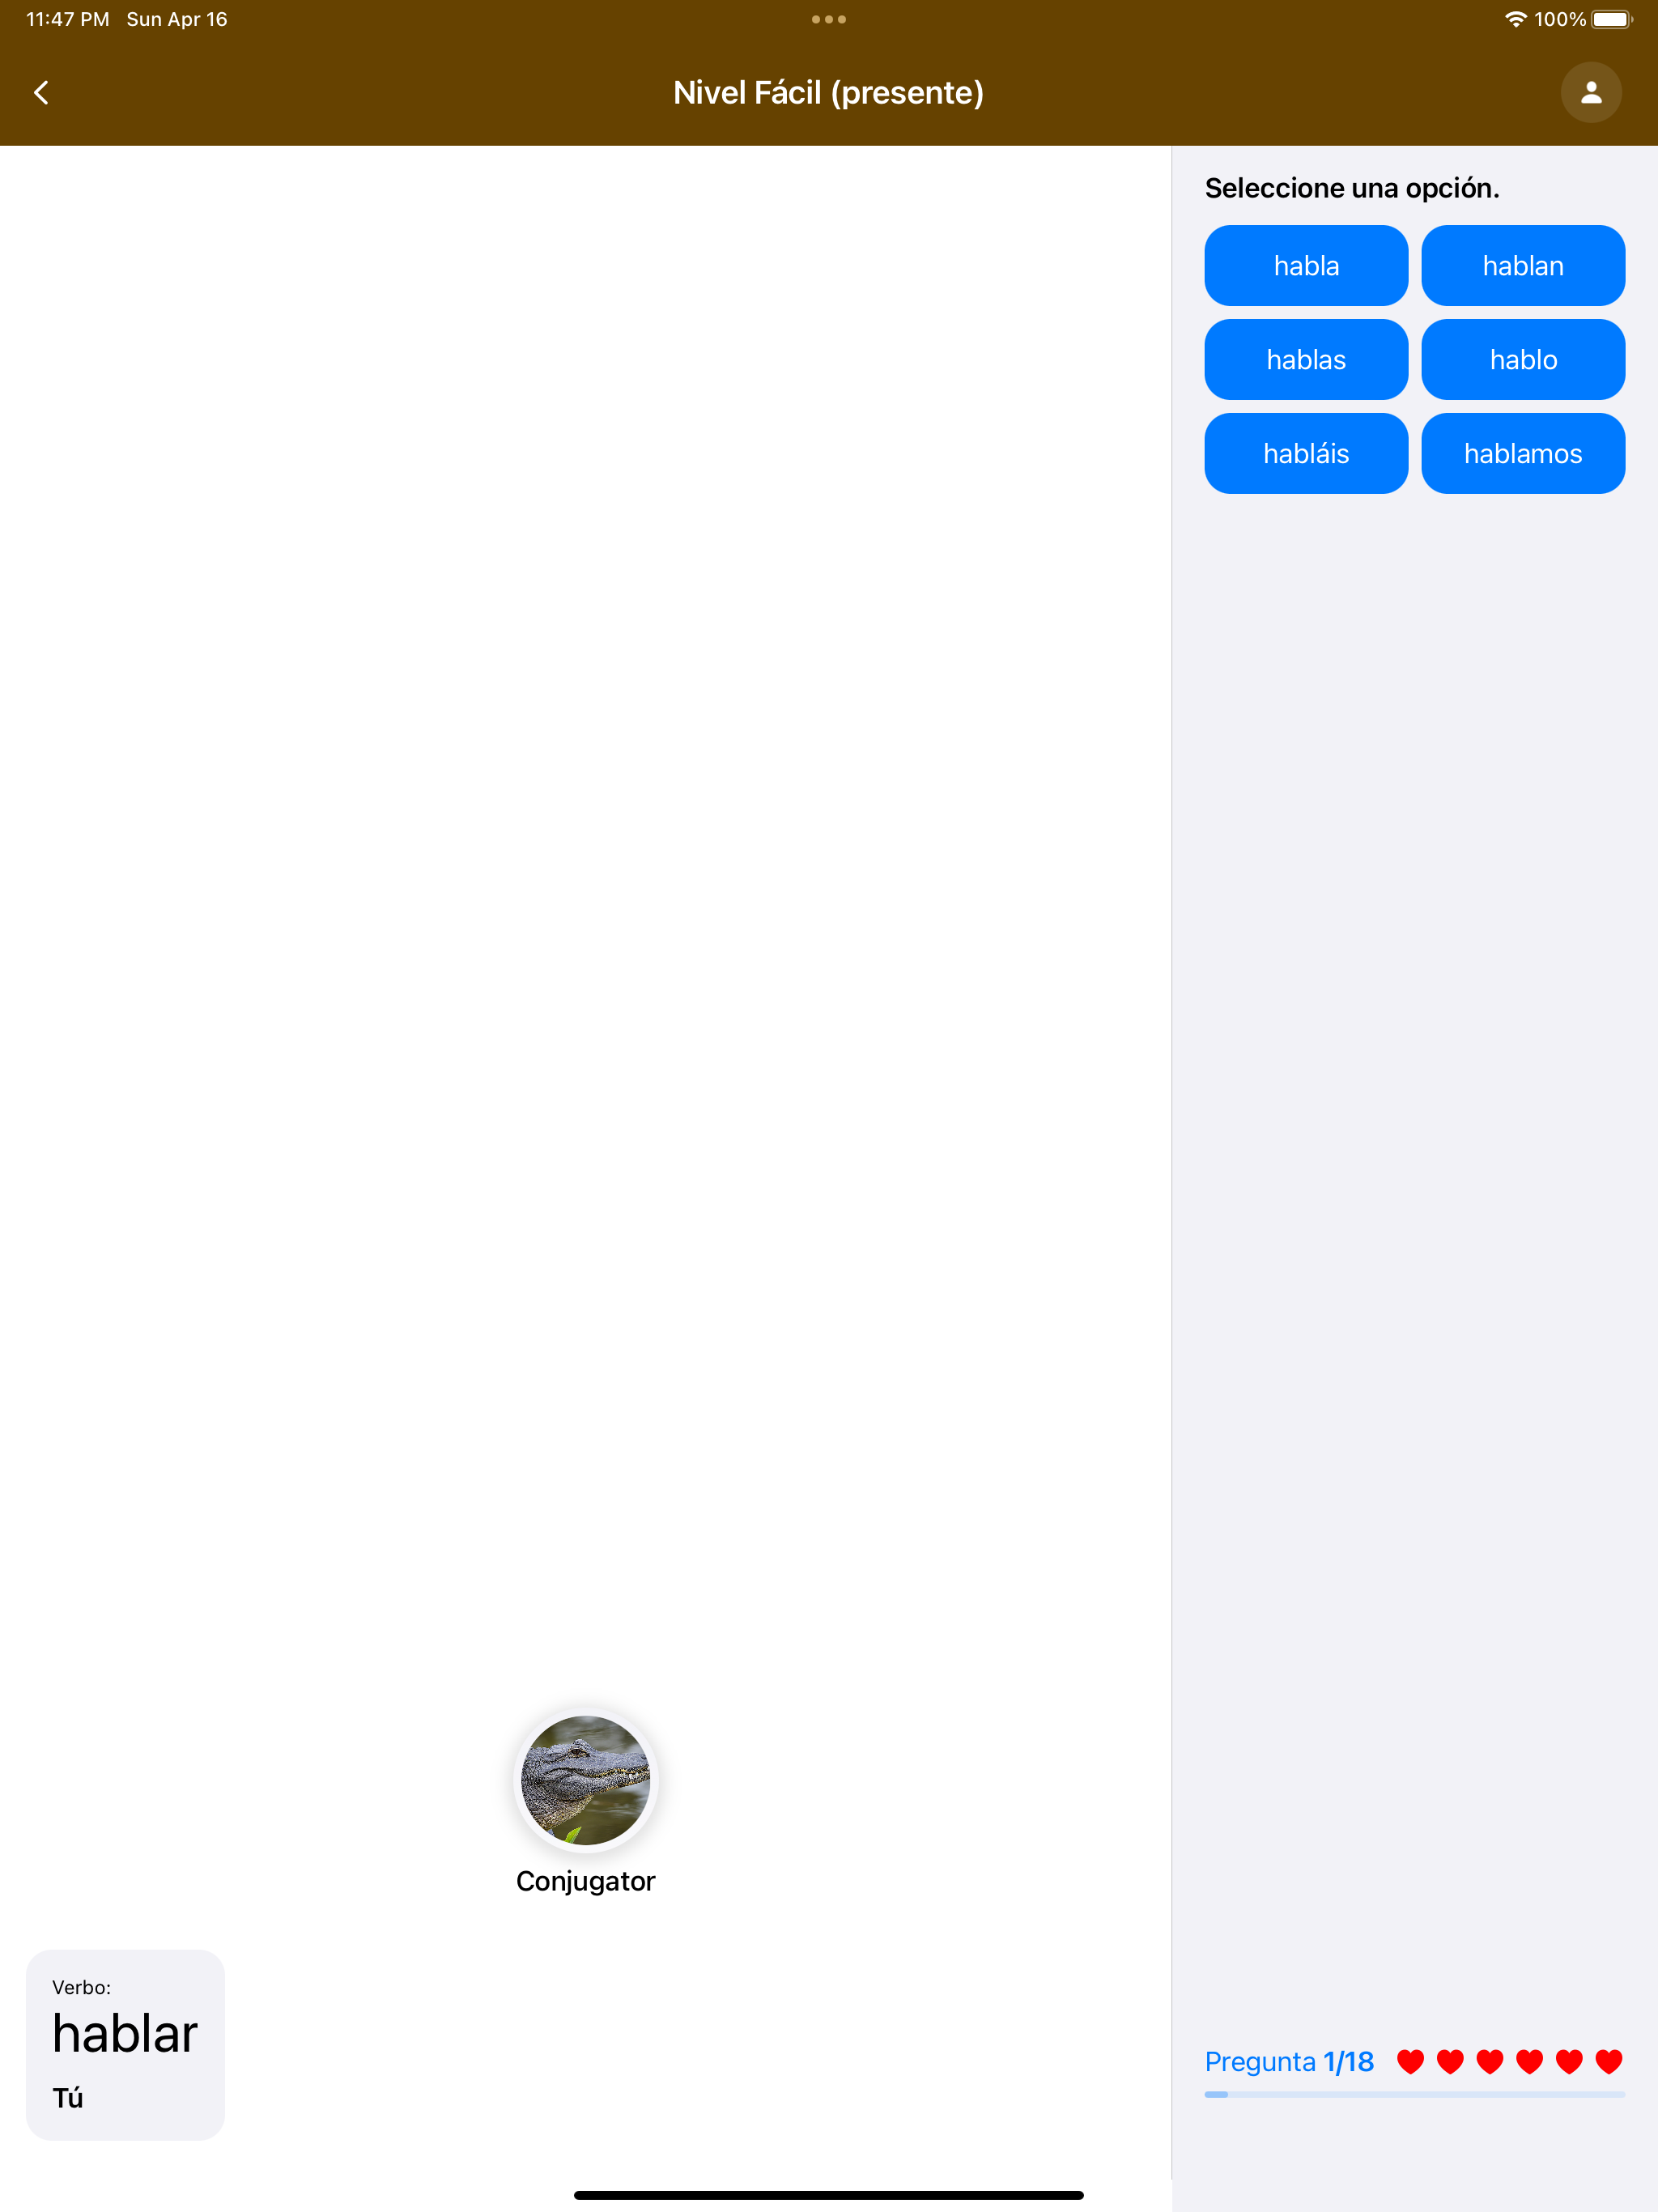 11:47 PM Sun Apr 16
100%
Nivel Fácil (presente)
Seleccione una opción.
habla hablan
hablas hablo
habláis hablamos
Conjugator
Verbo:
hablar
Tú
Pregunta 1/18